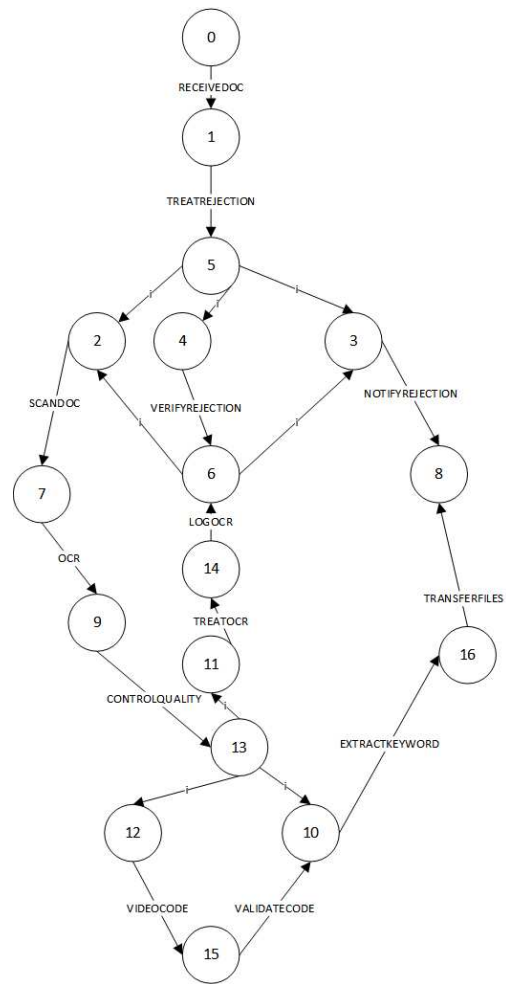 0
RECEIVEDOC
1
TREATREJECTION
5
i
i
i
2
4
3
SCANDOC
VERIFYREJECTION
NOTIFYREJECTION
i
i
7
6
8
LOGOCR
OCR
14
TRANSFERFILES
9
TREATOCR
11
16
CONTROLQUALITY
i
13
EXTRACTKEYWORD
i
i
12
10
VIDEOCODE
VALIDATECODE
15